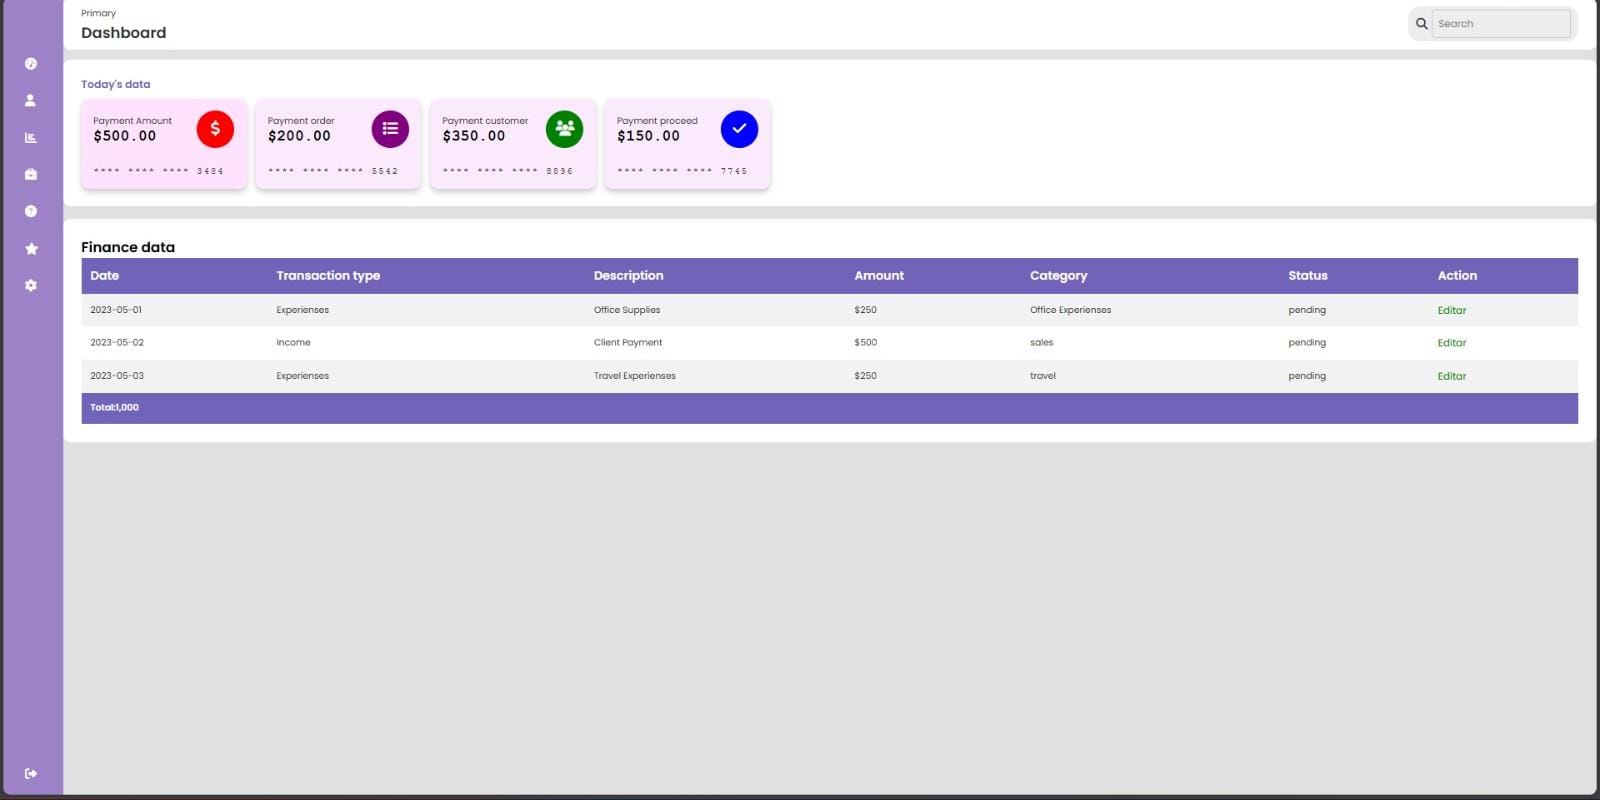 Primary
Dashboard
Search
Today's data
Payment Amount
$500.00
**** **** **** 3484
Payment order
$200.00
**** **** **** 5542
Payment customer
$350.00
**** **** **** 8896
Payment proceed
$150.00
**** **** **** 7745
Finance data
Date Transaction type Description Amount Category Status Action
2023-05-01 Experienses Office Supplies $250 Office Experienses pending Editar
2023-05-02 Income Client Payment $500 sales pending Editar
2023-05-03 Experienses Travel Experienses $250 travel pending Editar
Total:1,000